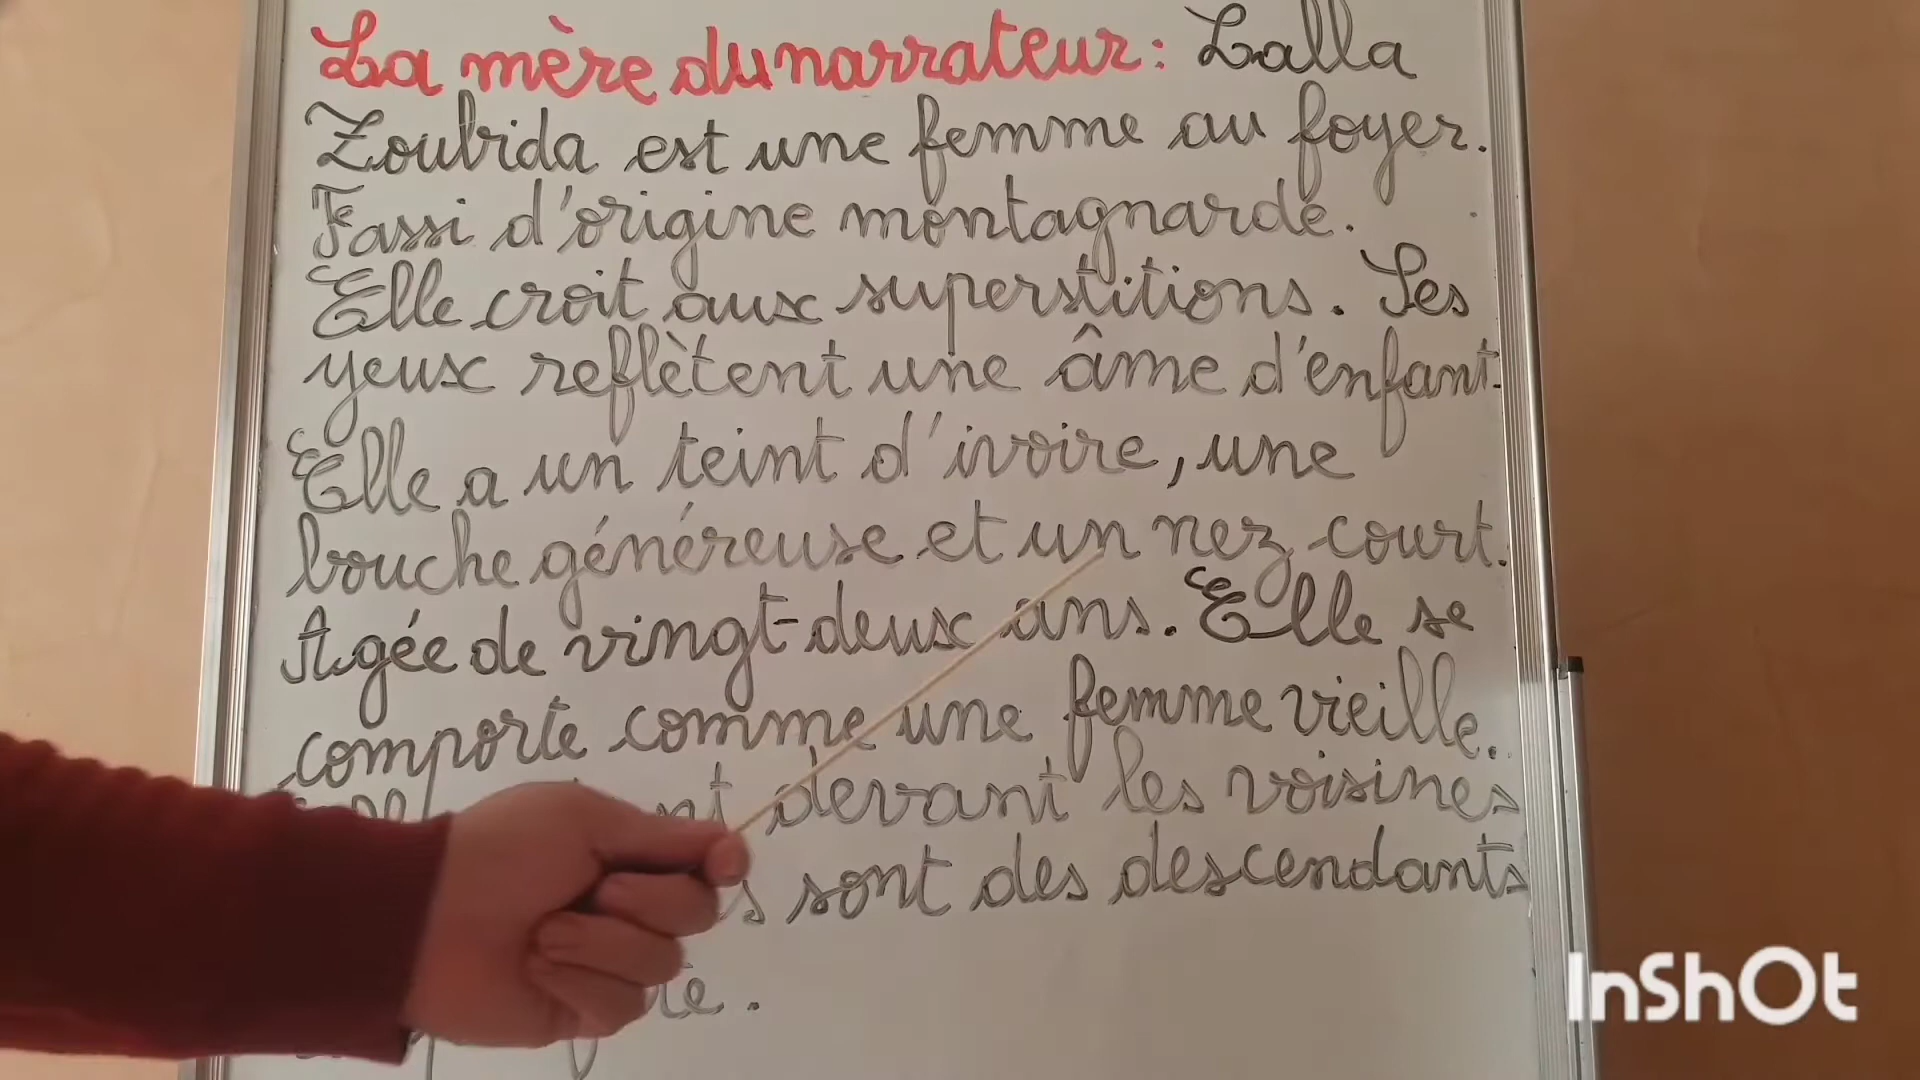 La mère du narrateur: Lalla
Zoubida est une femme au foyer.
Fassi d'origine montagnarde.
Elle croit aux superstitions. Ses
yeux reflètent une âme d'enfant.
Elle a un teint d'ivoire, une
bouche généreuse et un nez court.
Agée de vingt-deux ans. Elle se
comporte comme une femme vieille.
devant les voisines
sont des descendants
InShOt